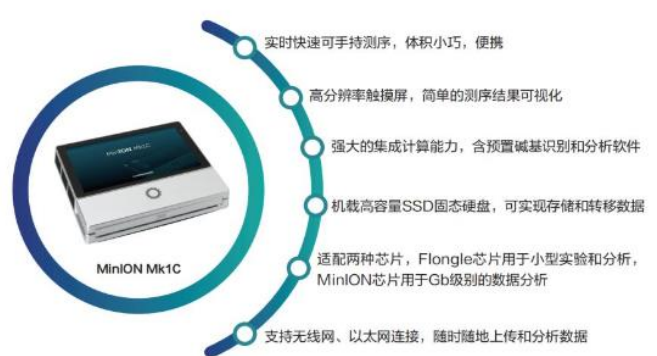 实时快速可手持测序，体积小巧，便携
高分辨率触摸屏，简单的测序结果可视化
强大的集成计算能力，含预置碱基识别和分析软件
机载高容量SSD固态硬盘，可实现存储和转移数据
适配两种芯片，Flongle芯片用于小型实验和分析，
MinION芯片用于Gb级别的数据分析
支持无线网、以太网连接，随时随地上传和分析数据
MinION Mk1C
MinION Mk1C